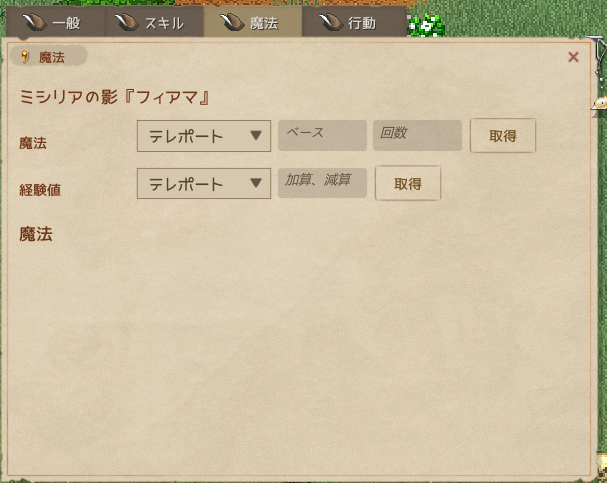 一般 スキル 魔法 行動
魔法
ミシリアの影『フィアマ』
魔法 テレポート ベース 回数 取得
経験値 テレポート 加算、減算 取得
魔法